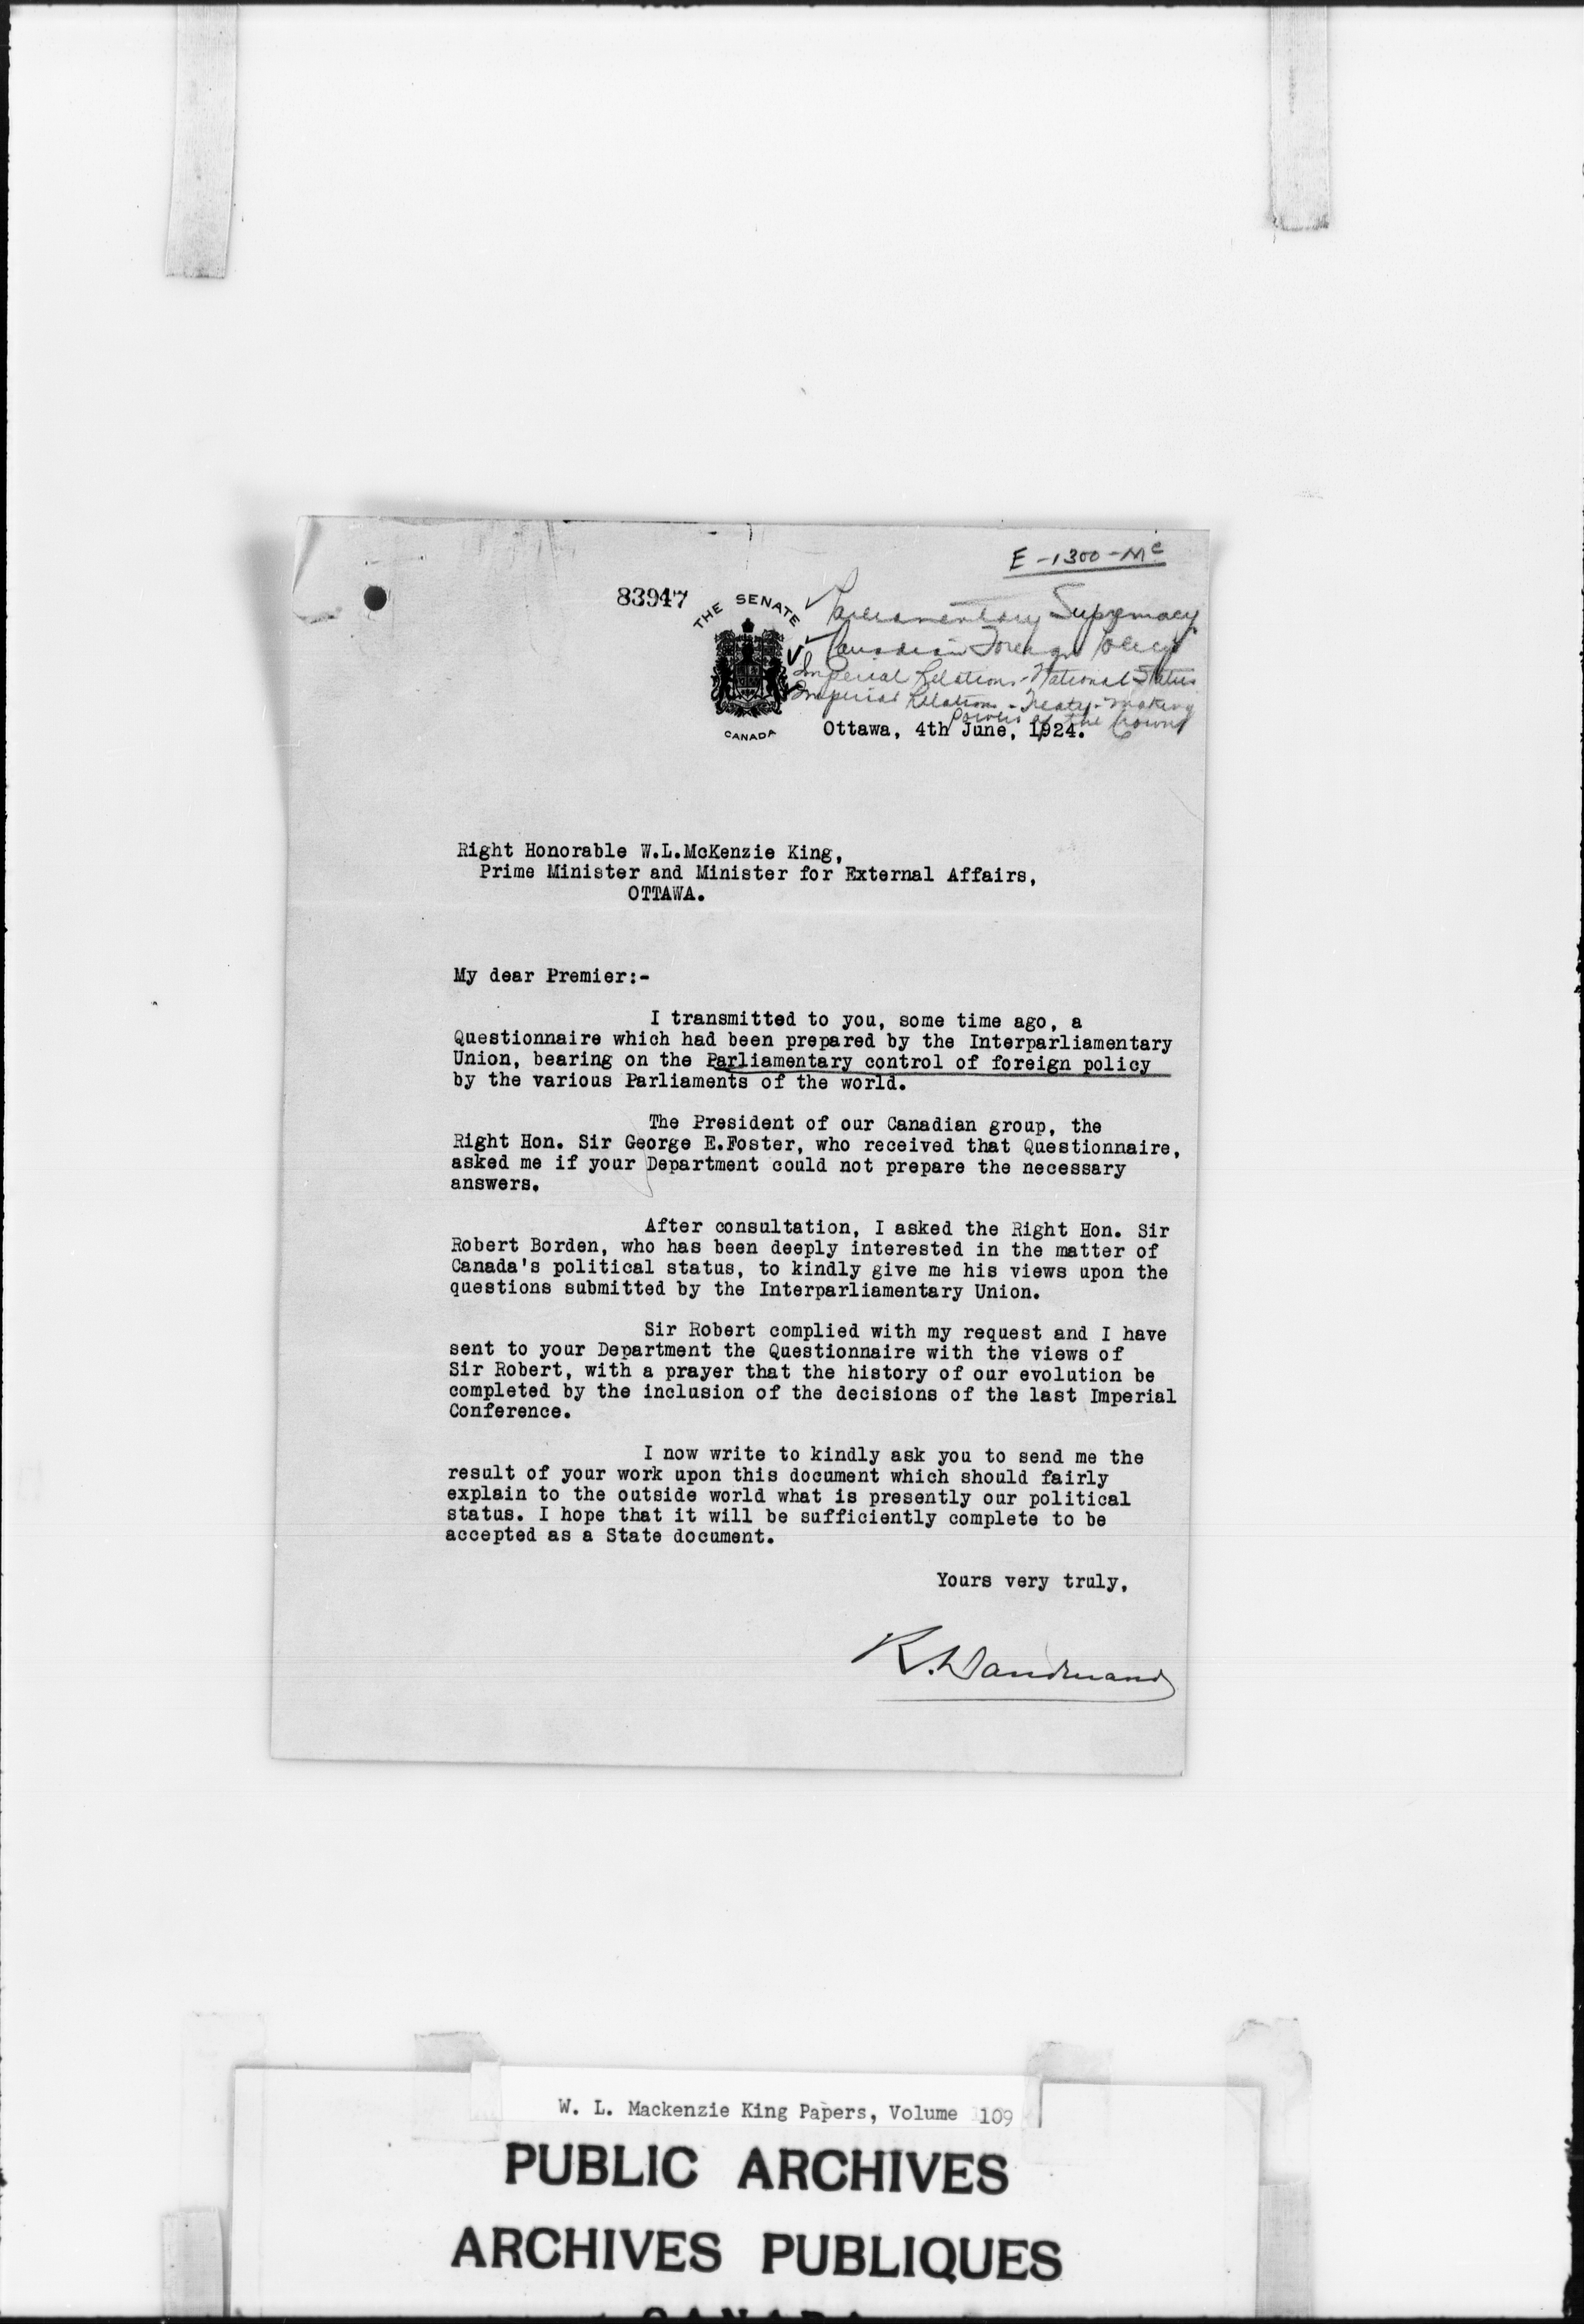 E-1300-Mc
83947
THE SENATE
CANADA
Parliamentary Supremacy
Canadian Foreign Policy
Imperial Relations - National Status
Imperial Relations - Treaty-making
Powers of the Crown
Ottawa, 4th June, 1924.
Right Honorable W.L.McKenzie King,
Prime Minister and Minister for External Affairs,
OTTAWA.
My dear Premier:-
I transmitted to you, some time ago, a
Questionnaire which had been prepared by the Interparliamentary
Union, bearing on the Parliamentary control of foreign policy
by the various Parliaments of the world.
The President of our Canadian group, the
Right Hon. Sir George E.Foster, who received that Questionnaire,
asked me if your Department could not prepare the necessary
answers.
After consultation, I asked the Right Hon. Sir
Robert Borden, who has been deeply interested in the matter of
Canada's political status, to kindly give me his views upon the
questions submitted by the Interparliamentary Union.
Sir Robert complied with my request and I have
sent to your Department the Questionnaire with the views of
Sir Robert, with a prayer that the history of our evolution be
completed by the inclusion of the decisions of the last Imperial
Conference.
I now write to kindly ask you to send me the
result of your work upon this document which should fairly
explain to the outside world what is presently our political
status. I hope that it will be sufficiently complete to be
accepted as a State document.
Yours very truly,
R. Dandurand
W. L. Mackenzie King Papers, Volume 109
PUBLIC ARCHIVES
ARCHIVES PUBLIQUES
CANADA